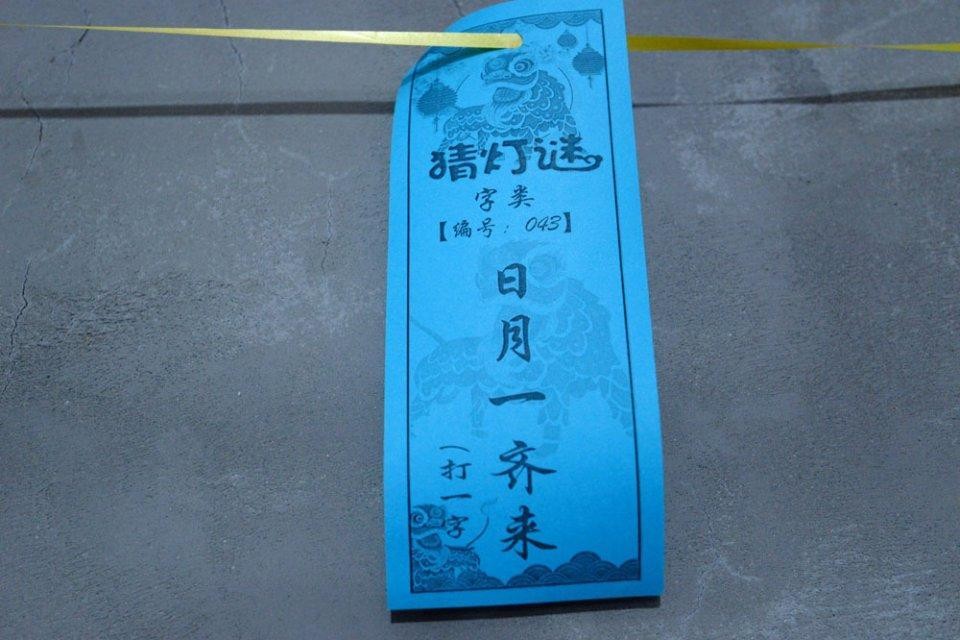 猜灯谜
字类
【编号：043】
日月一齐来
（打一字